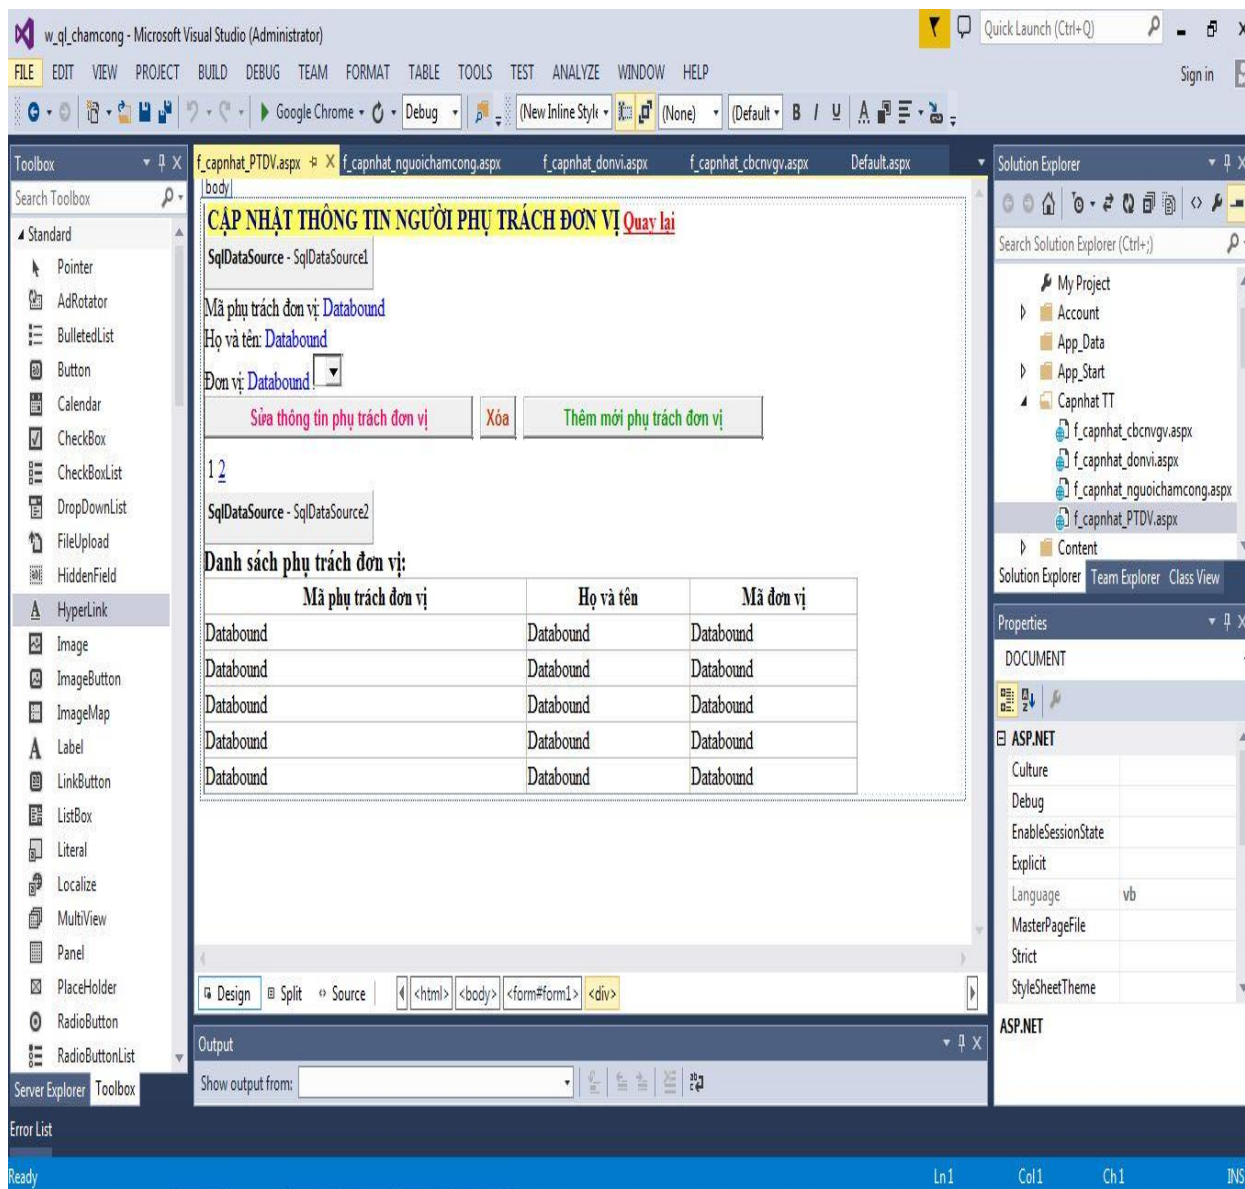 w_ql_chamcong - Microsoft Visual Studio (Administrator)
Quick Launch (Ctrl+Q)
FILE EDIT VIEW PROJECT BUILD DEBUG TEAM FORMAT TABLE TOOLS TEST ANALYZE WINDOW HELP
Sign in
Google Chrome Debug (New Inline Style (None) (Default B I U A
Toolbox
Search Toolbox
Standard
Pointer
AdRotator
BulletedList
Button
Calendar
CheckBox
CheckBoxList
DropDownList
FileUpload
HiddenField
HyperLink
Image
ImageButton
ImageMap
Label
LinkButton
ListBox
Literal
Localize
MultiView
Panel
PlaceHolder
RadioButton
RadioButtonList
Server Explorer Toolbox
f_capnhat_PTDV.aspx f_capnhat_nguoichamcong.aspx f_capnhat_donvi.aspx f_capnhat_cbcnvgv.aspx Default.aspx
body
CẬP NHẬT THÔNG TIN NGƯỜI PHỤ TRÁCH ĐƠN VỊ Quay lại
SqlDataSource - SqlDataSource1
Mã phụ trách đơn vị: Databound
Họ và tên: Databound
Đơn vị: Databound
Sửa thông tin phụ trách đơn vị Xóa Thêm mới phụ trách đơn vị
1 2
SqlDataSource - SqlDataSource2
Danh sách phụ trách đơn vị:
Mã phụ trách đơn vị Họ và tên Mã đơn vị
Databound Databound Databound
Databound Databound Databound
Databound Databound Databound
Databound Databound Databound
Databound Databound Databound
Design Split Source <html> <body> <form#form1> <div>
Output
Show output from:
Solution Explorer
Search Solution Explorer (Ctrl+;)
My Project
Account
App_Data
App_Start
Capnhat TT
f_capnhat_cbcnvgv.aspx
f_capnhat_donvi.aspx
f_capnhat_nguoichamcong.aspx
f_capnhat_PTDV.aspx
Content
Solution Explorer Team Explorer Class View
Properties
DOCUMENT
ASP.NET
Culture
Debug
EnableSessionState
Explicit
Language vb
MasterPageFile
Strict
StyleSheetTheme
ASP.NET
Error List
Ready Ln 1 Col 1 Ch 1 INS